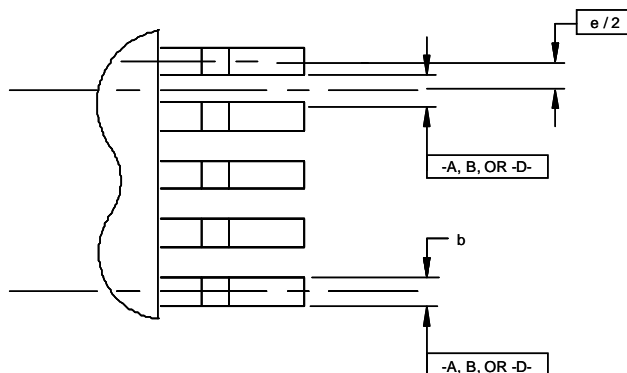 e / 2
-A, B, OR -D-
b
-A, B, OR -D-